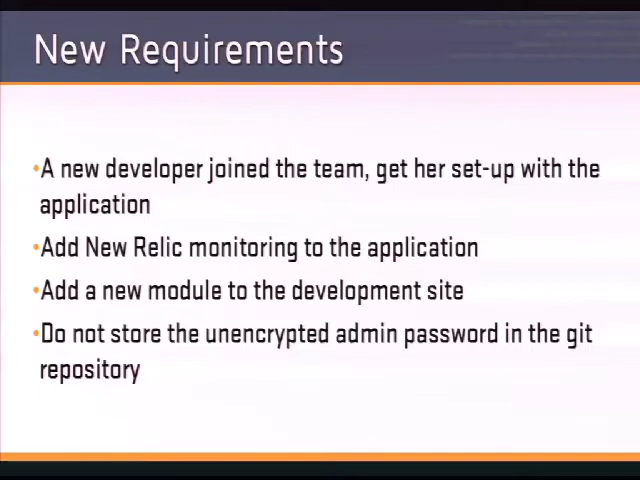 New Requirements
•A new developer joined the team, get her set-up with the
application
•Add New Relic monitoring to the application
•Add a new module to the development site
•Do not store the unencrypted admin password in the git
repository